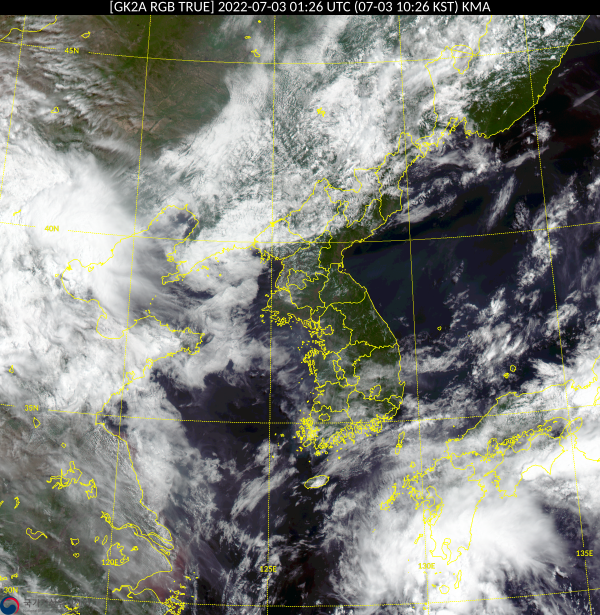 [GK2A RGB TRUE] 2022-07-03 01:26 UTC (07-03 10:26 KST) KMA
45N
40N
35N
30N
120E
125E
130E
135E